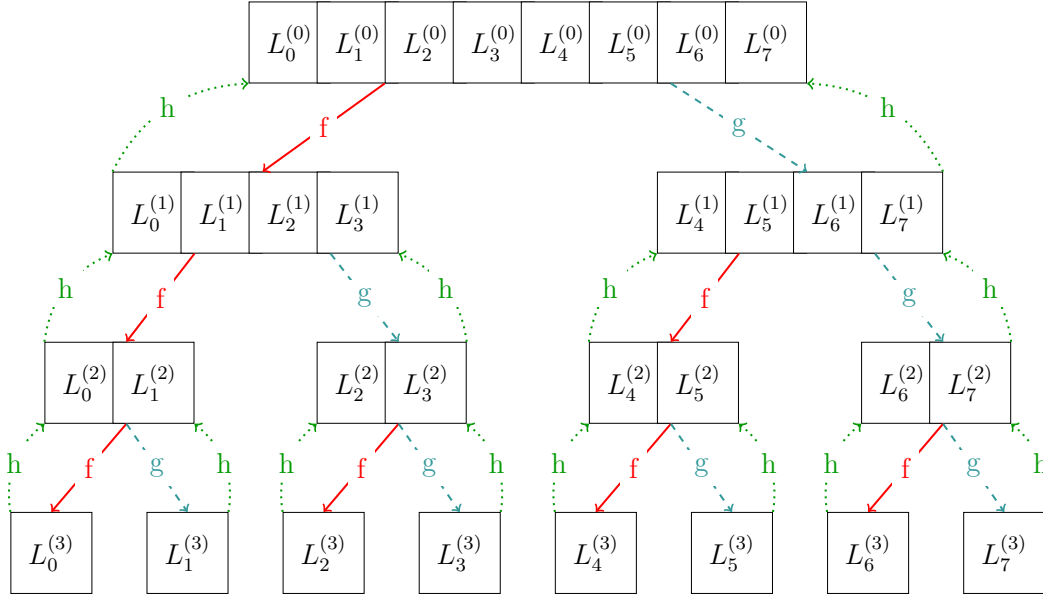 L_0^{(0)} L_1^{(0)} L_2^{(0)} L_3^{(0)} L_4^{(0)} L_5^{(0)} L_6^{(0)} L_7^{(0)}
h f g h
L_0^{(1)} L_1^{(1)} L_2^{(1)} L_3^{(1)} L_4^{(1)} L_5^{(1)} L_6^{(1)} L_7^{(1)}
h f g h h f g h
L_0^{(2)} L_1^{(2)} L_2^{(2)} L_3^{(2)} L_4^{(2)} L_5^{(2)} L_6^{(2)} L_7^{(2)}
h f g h h f g h h f g h h f g h
L_0^{(3)} L_1^{(3)} L_2^{(3)} L_3^{(3)} L_4^{(3)} L_5^{(3)} L_6^{(3)} L_7^{(3)}